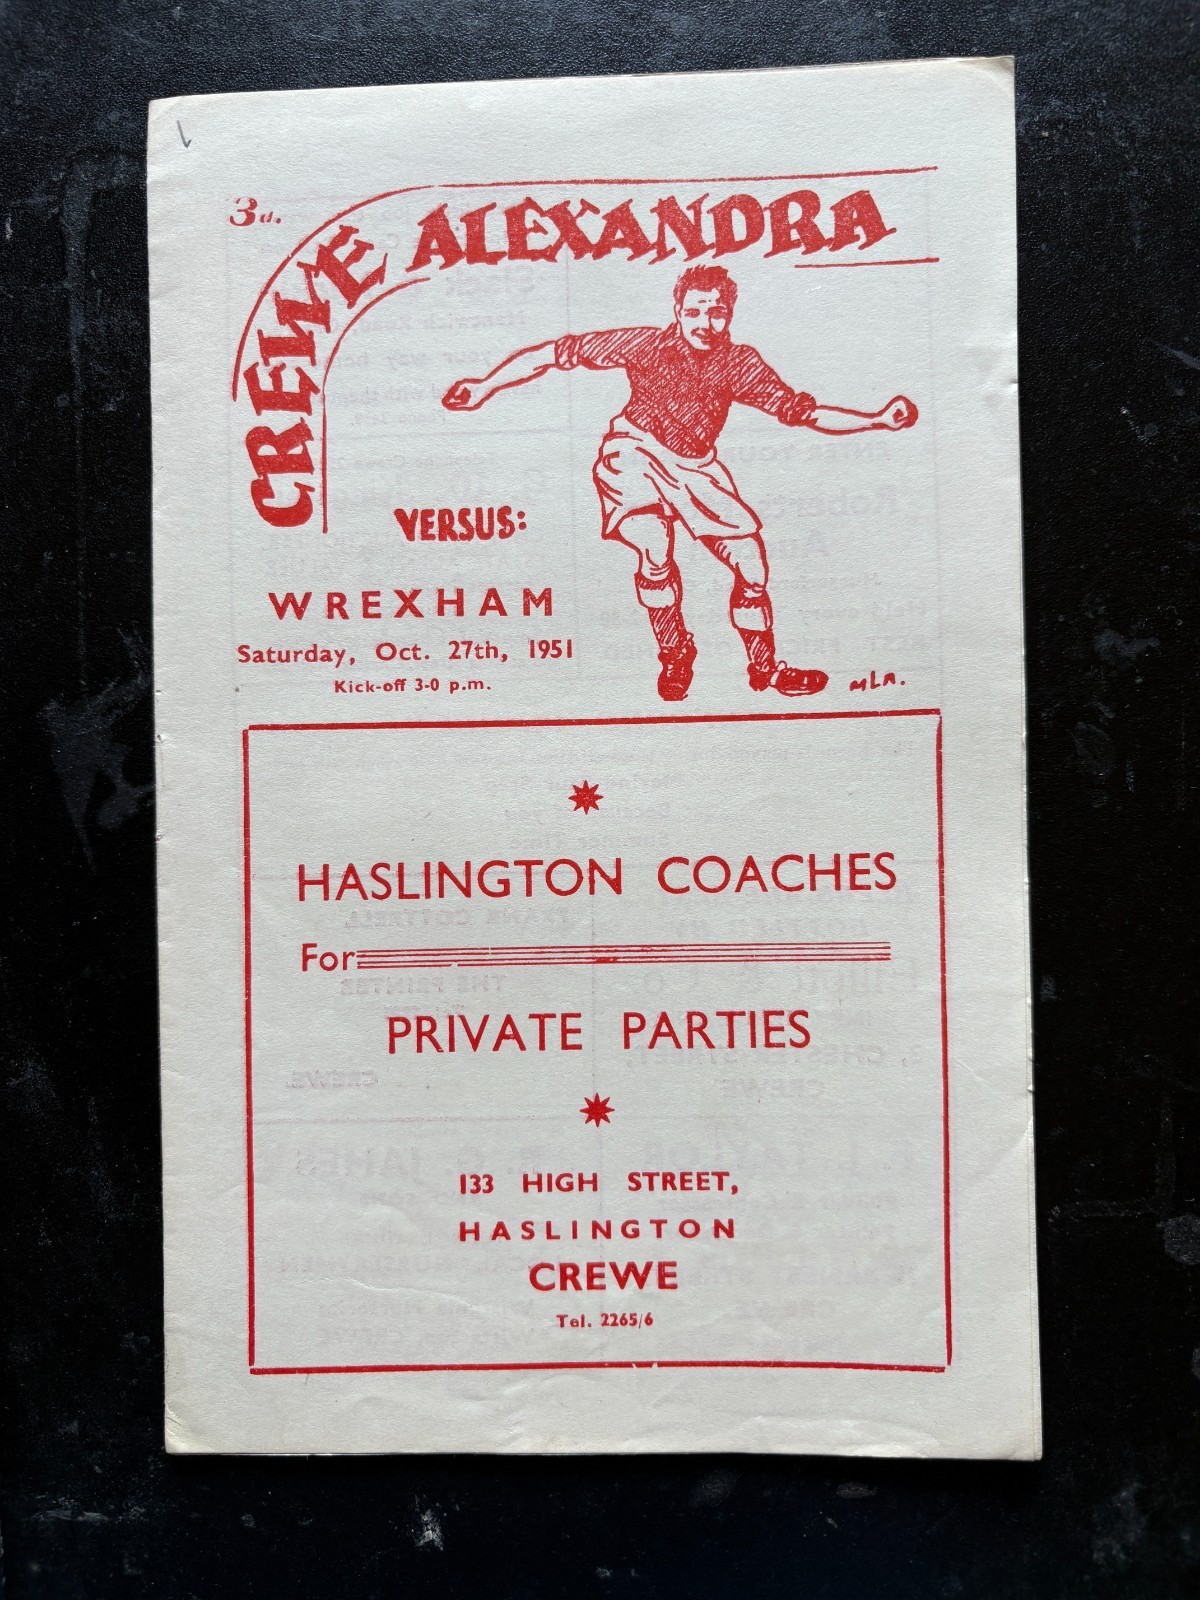 3d.
CREWE ALEXANDRA
VERSUS:
WREXHAM
Saturday, Oct. 27th, 1951
Kick-off 3-0 p.m.
MLA.
HASLINGTON COACHES
For
PRIVATE PARTIES
133 HIGH STREET,
HASLINGTON
CREWE
Tel. 2265/6